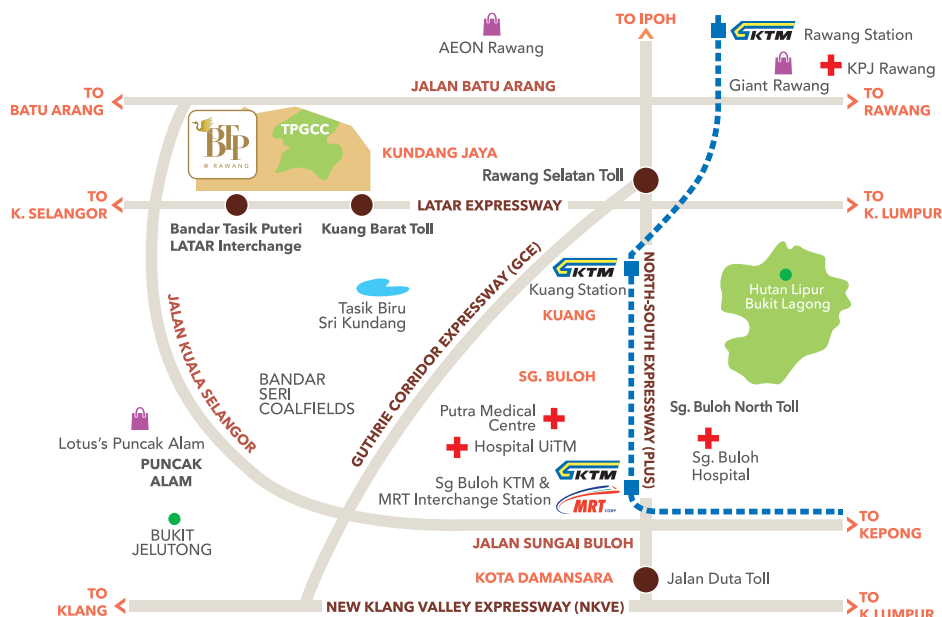 TO IPOH
KTM
Rawang Station
AEON Rawang
Giant Rawang
KPJ Rawang
TO
BATU ARANG
JALAN BATU ARANG
TO
RAWANG
BTP
@ RAWANG
TPGCC
KUNDANG JAYA
Rawang Selatan Toll
TO
K. SELANGOR
LATAR EXPRESSWAY
TO
K. LUMPUR
Bandar Tasik Puteri
LATAR Interchange
Kuang Barat Toll
KTM
Kuang Station
KUANG
Hutan Lipur
Bukit Lagong
Tasik Biru
Sri Kundang
GUTHRIE CORRIDOR EXPRESSWAY (GCE)
NORTH-SOUTH EXPRESSWAY (PLUS)
JALAN KUALA SELANGOR
BANDAR
SERI
COALFIELDS
SG. BULOH
Putra Medical
Centre
Hospital UiTM
Sg. Buloh North Toll
Sg. Buloh
Hospital
Lotus's Puncak Alam
PUNCAK
ALAM
KTM
Sg Buloh KTM &
MRT Interchange Station
MRT CORP
BUKIT
JELUTONG
TO
KEPONG
JALAN SUNGAI BULOH
KOTA DAMANSARA
Jalan Duta Toll
TO
KLANG
NEW KLANG VALLEY EXPRESSWAY (NKVE)
TO
K.LUMPUR